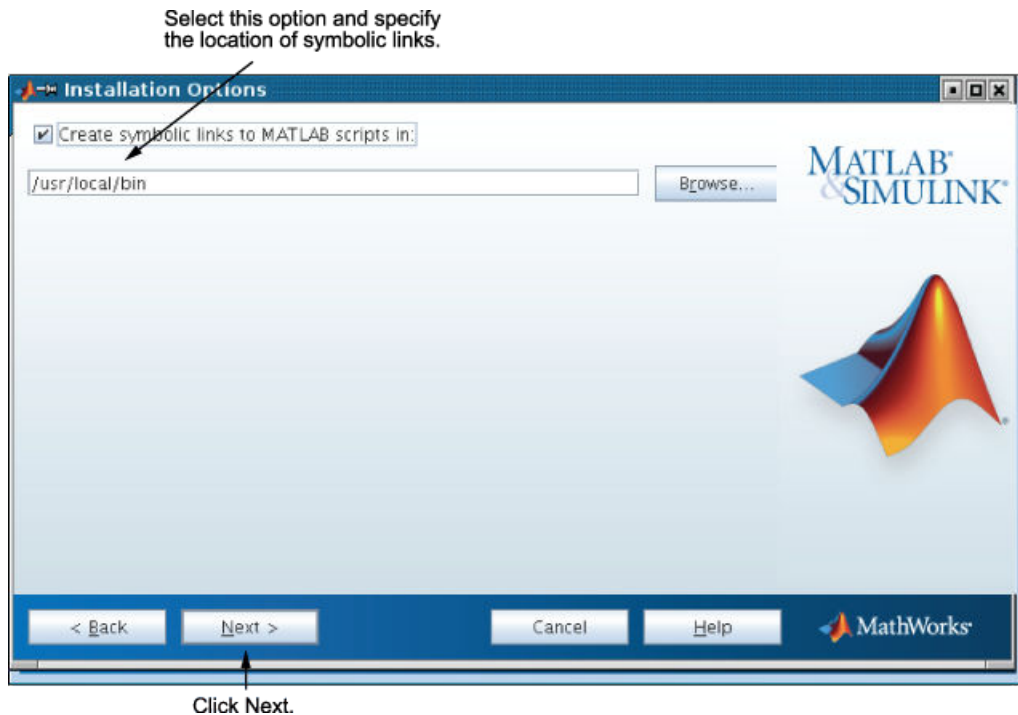 Select this option and specify
the location of symbolic links.
Installation Options
Create symbolic links to MATLAB scripts in:
/usr/local/bin
Browse...
MATLAB®
&SIMULINK®
< Back
Next >
Cancel
Help
MathWorks®
Click Next.